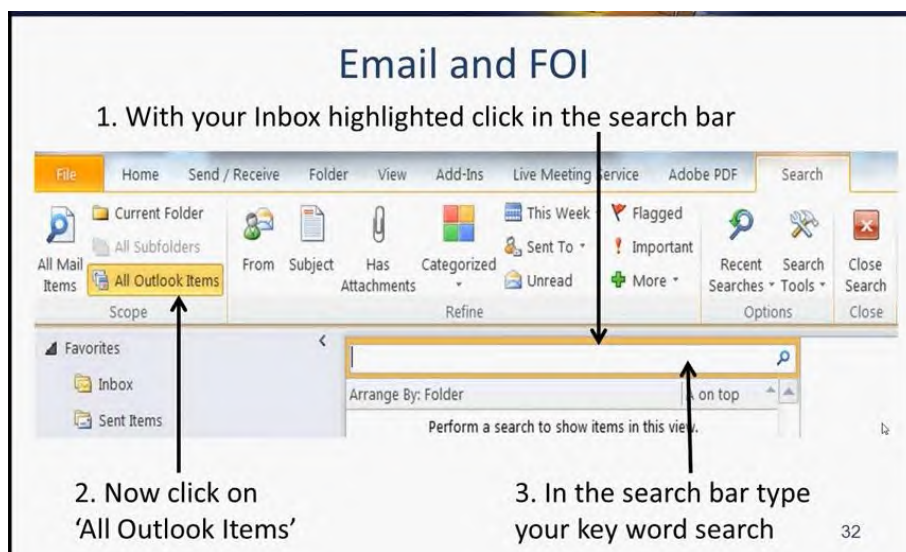 Email and FOI
1. With your Inbox highlighted click in the search bar
File Home Send / Receive Folder View Add-Ins Live Meeting Service Adobe PDF Search
Current Folder
All Subfolders
All Outlook Items
All Mail
Items
From
Subject
Has
Attachments
Categorized
This Week
Sent To
Unread
Flagged
Important
More
Recent
Searches
Search
Tools
Close
Search
Scope Refine Options Close
Favorites
Inbox
Sent Items
Arrange By: Folder A on top
Perform a search to show items in this view.
2. Now click on
‘All Outlook Items’
3. In the search bar type
your key word search
32